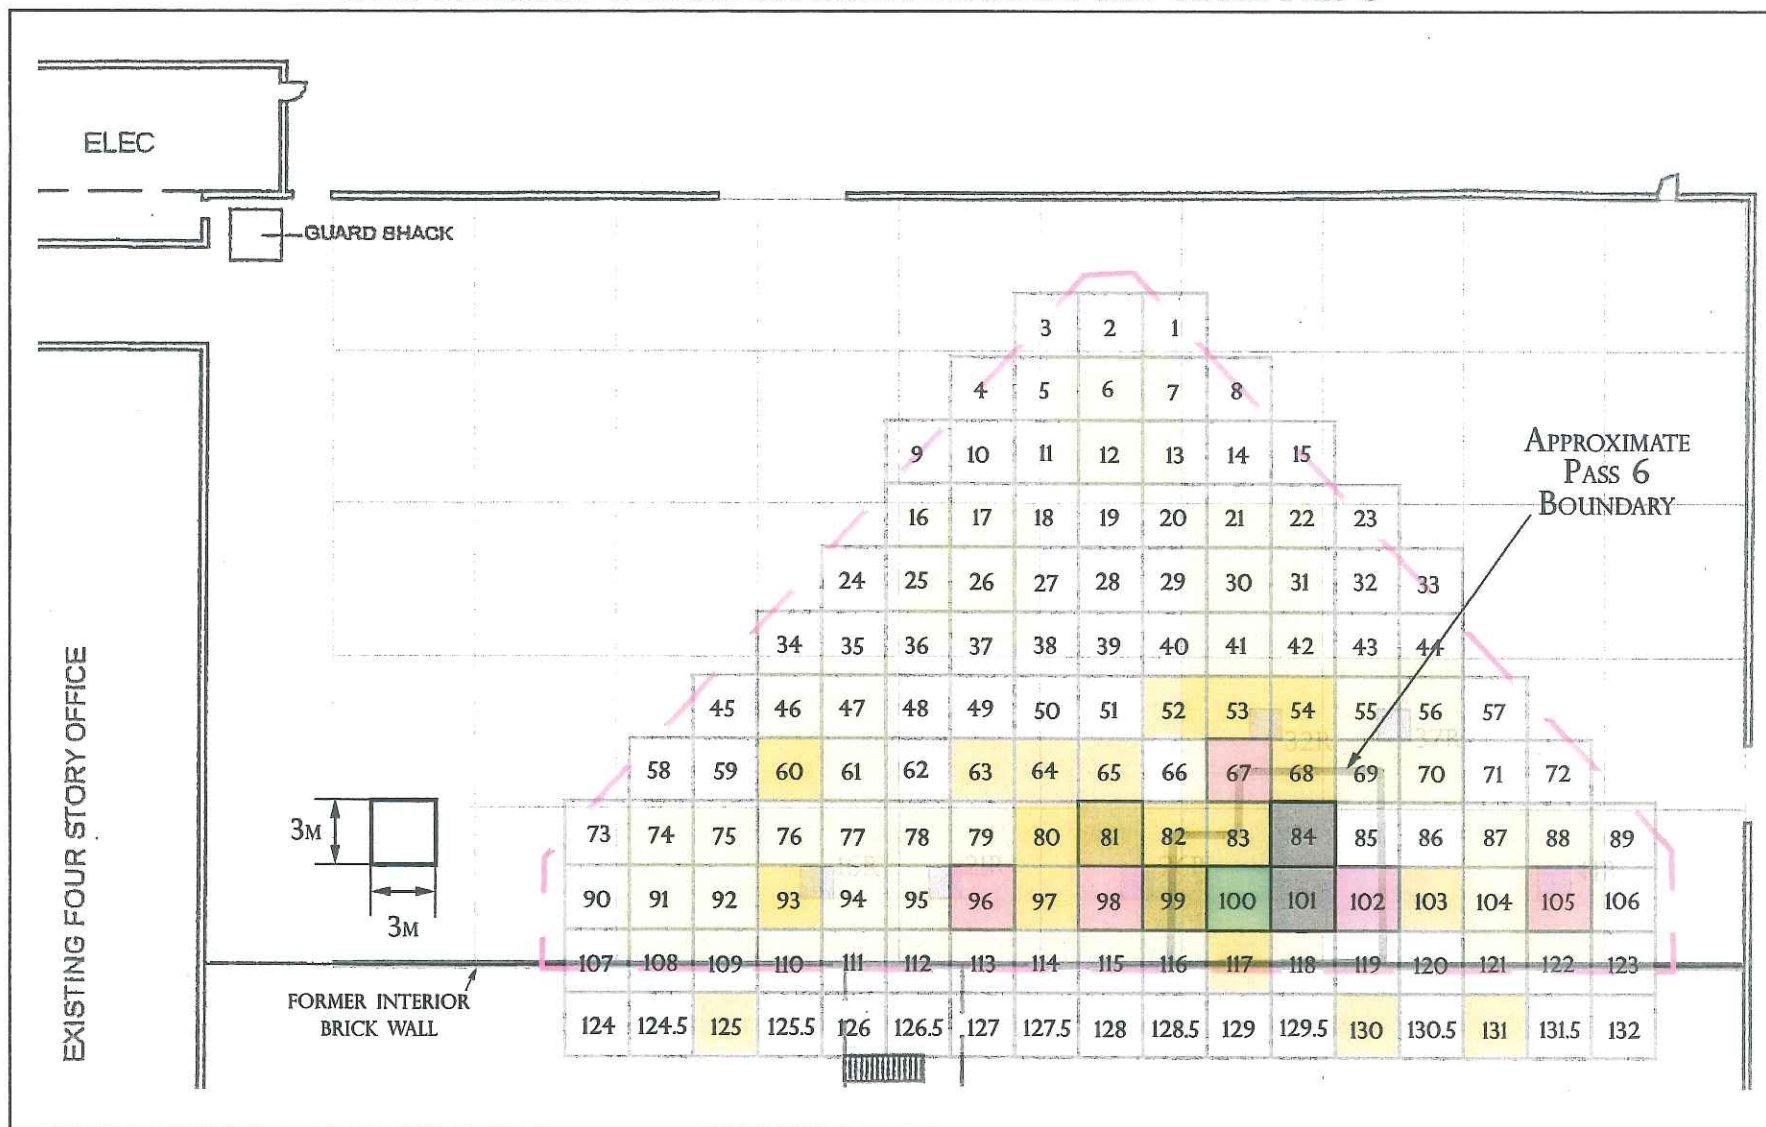 ELEC
GUARD SHACK
3 2 1
4 5 6 7 8
9 10 11 12 13 14 15
APPROXIMATE
PASS 6
BOUNDARY
16 17 18 19 20 21 22 23
24 25 26 27 28 29 30 31 32 33
34 35 36 37 38 39 40 41 42 43 44
45 46 47 48 49 50 51 52 53 54 55 56 57
32R 37R
58 59 60 61 62 63 64 65 66 67 68 69 70 71 72
73 74 75 76 77 78 79 80 81 82 83 84 85 86 87 88 89
90 91 92 93 94 95 96 97 98 99 100 101 102 103 104 105 106
107 108 109 110 111 112 113 114 115 116 117 118 119 120 121 122 123
124 124.5 125 125.5 126 126.5 127 127.5 128 128.5 129 129.5 130 130.5 131 131.5 132
3M
3M
FORMER INTERIOR
BRICK WALL
EXISTING FOUR STORY OFFICE